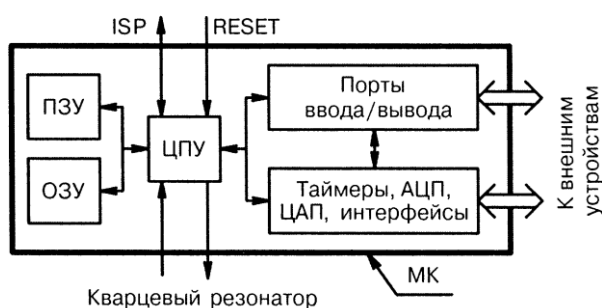 ISP
RESET
ПЗУ
ОЗУ
ЦПУ
Порты
ввода/вывода
Таймеры, АЦП,
ЦАП, интерфейсы
К внешним
устройствам
МК
Кварцевый резонатор